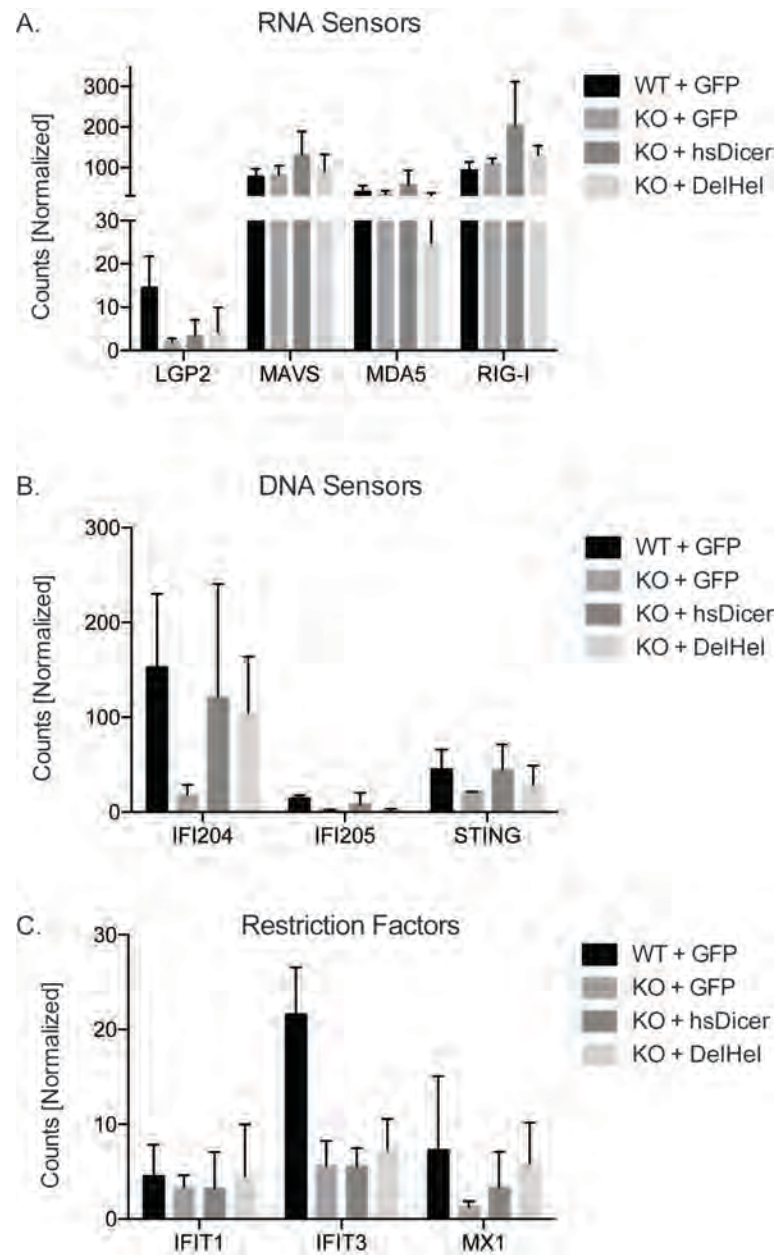 A.
RNA Sensors
Counts [Normalized]
300
200
100
30
20
10
0
LGP2 MAVS MDA5 RIG-I
WT + GFP
KO + GFP
KO + hsDicer
KO + DelHel
B.
DNA Sensors
Counts [Normalized]
300
200
100
0
IFI204 IFI205 STING
WT + GFP
KO + GFP
KO + hsDicer
KO + DelHel
C.
Restriction Factors
Counts [Normalized]
30
20
10
0
IFIT1 IFIT3 MX1
WT + GFP
KO + GFP
KO + hsDicer
KO + DelHel